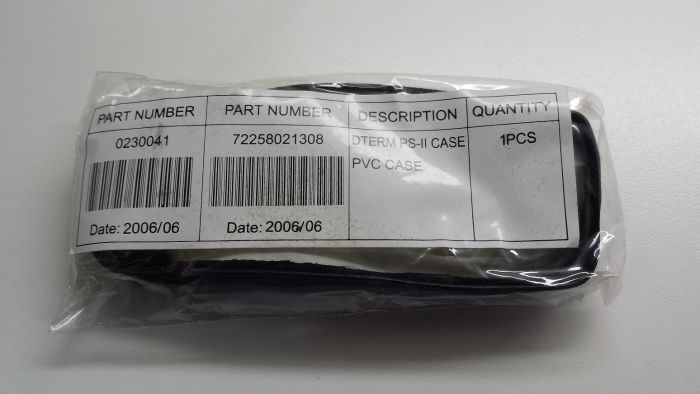 PART NUMBER PART NUMBER DESCRIPTION QUANTITY
0230041 72258021308 DTERM PS-II CASE 1PCS
PVC CASE
Date: 2006/06 Date: 2006/06